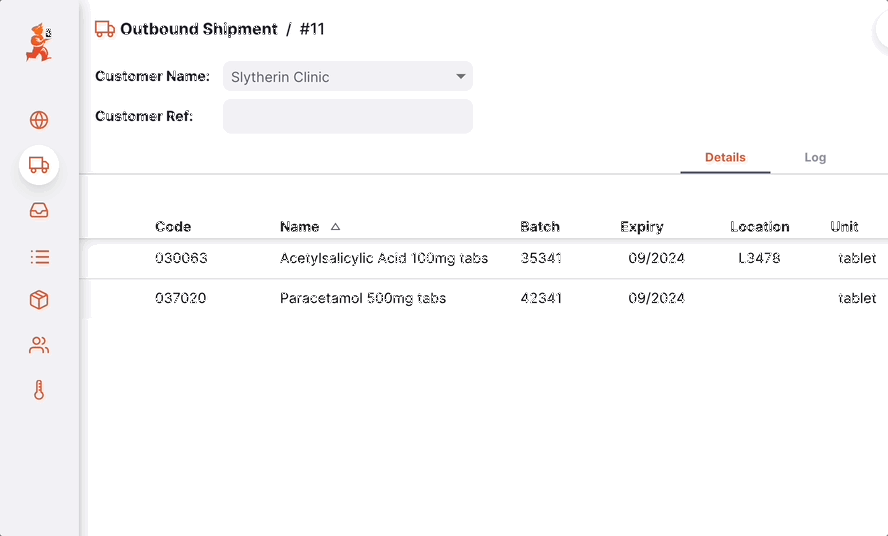 Outbound Shipment / #11
Customer Name: Slytherin Clinic
Customer Ref:
Details Log
Code Name Batch Expiry Location Unit
030063 Acetylsalicylic Acid 100mg tabs 35341 09/2024 L3478 tablet
037020 Paracetamol 500mg tabs 42341 09/2024 tablet